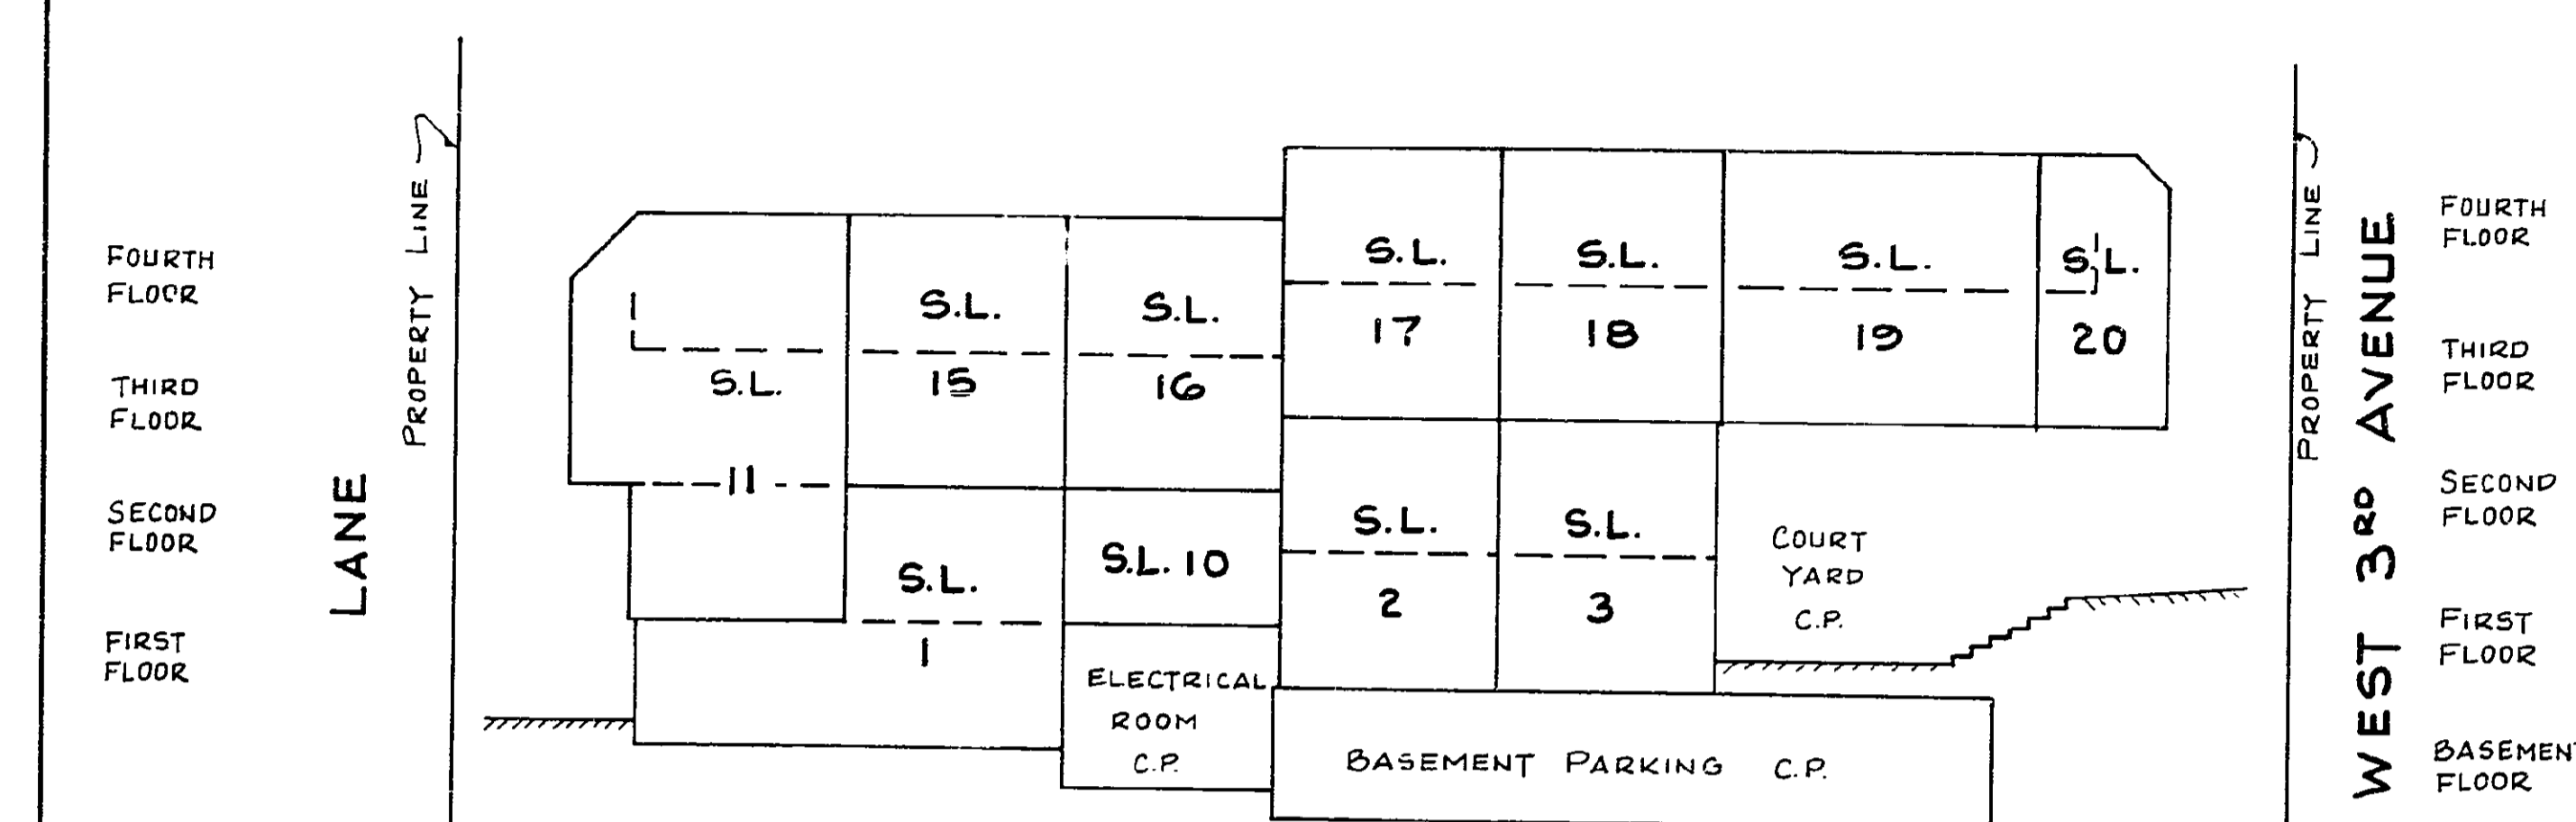 FOURTH
FLOOR
THIRD
FLOOR
SECOND
FLOOR
FIRST
FLOOR
LANE
PROPERTY LINE
S.L.
11
S.L.
15
S.L.
16
S.L.
17
S.L.
18
S.L.
19
S.L.
20
S.L.
1
S.L. 10
S.L.
2
S.L.
3
COURT
YARD
C.P.
ELECTRICAL
ROOM
C.P.
BASEMENT PARKING C.P.
PROPERTY LINE
WEST 3RD AVENUE
FOURTH
FLOOR
THIRD
FLOOR
SECOND
FLOOR
FIRST
FLOOR
BASEMENT
FLOOR